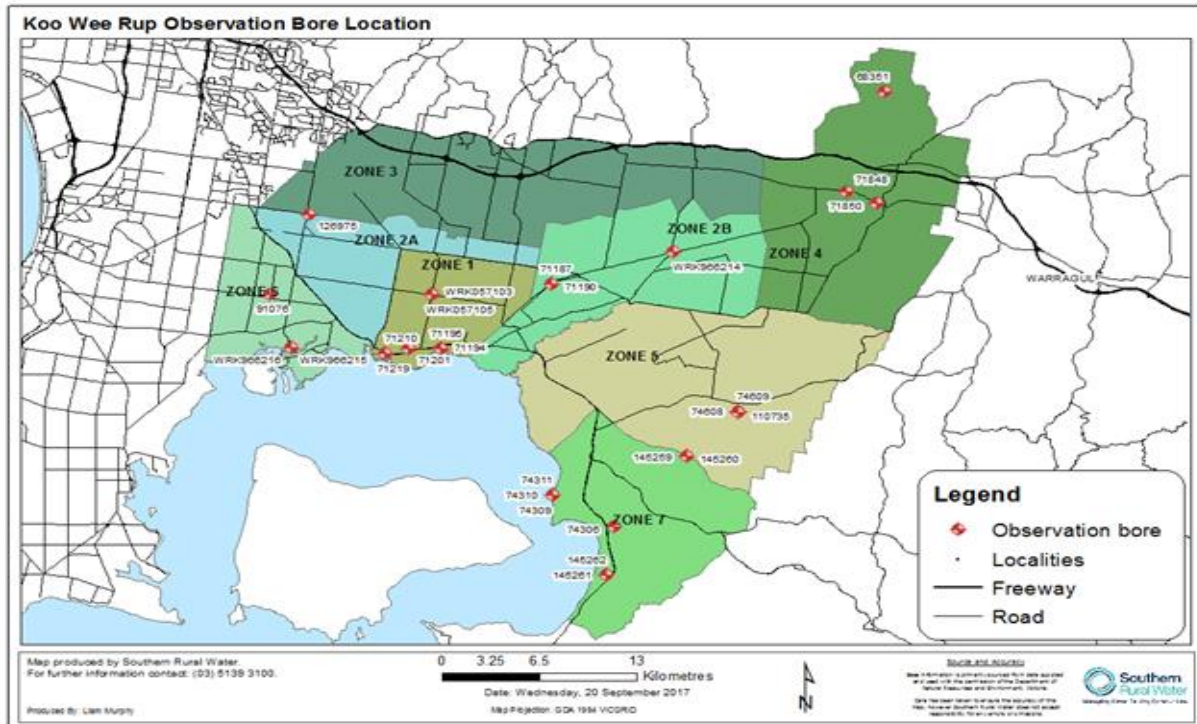 Koo Wee Rup Observation Bore Location
68361
ZONE 3
71848
71850
126975
ZONE 2B
ZONE 2A
ZONE 4
ZONE 1
WRK966214
WARRAGUL
71187
71190
WRK057103
91076
WRK057105
71210
71196
71194
71201
71219
ZONE 5
WRK966216
WRK966215
74609
74608
110735
145259
145260
74311
74310
74309
74306
ZONE 7
145262
145261
Legend
Observation bore
Localities
Freeway
Road
Map produced by Southern Rural Water.
For further information contact: (03) 5139 3100.
Produced By: Liam Murphy
0 3.25 6.5 13
Kilometres
Date: Wednesday, 20 September 2017
Map Projection: GDA 1994 VICGRID
N
Source and Accuracy
Southern
Rural Water